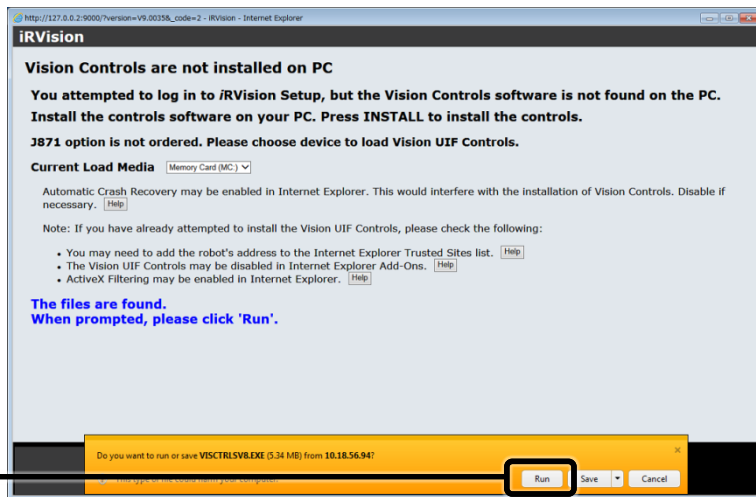 http://127.0.0.2:9000/?version=V9.0035&_code=2 - iRVision - Internet Explorer
iRVision
Vision Controls are not installed on PC
You attempted to log in to iRVision Setup, but the Vision Controls software is not found on the PC.
Install the controls software on your PC. Press INSTALL to install the controls.
J871 option is not ordered. Please choose device to load Vision UIF Controls.
Current Load Media Memory Card (MC:)
Automatic Crash Recovery may be enabled in Internet Explorer. This would interfere with the installation of Vision Controls. Disable if
necessary. Help
Note: If you have already attempted to install the Vision UIF Controls, please check the following:
• You may need to add the robot's address to the Internet Explorer Trusted Sites list. Help
• The Vision UIF Controls may be disabled in Internet Explorer Add-Ons. Help
• ActiveX Filtering may be enabled in Internet Explorer. Help
The files are found.
When prompted, please click 'Run'.
Do you want to run or save VISCTRLSV8.EXE (5.34 MB) from 10.18.56.94?
This type of file could harm your computer.
Run Save Cancel